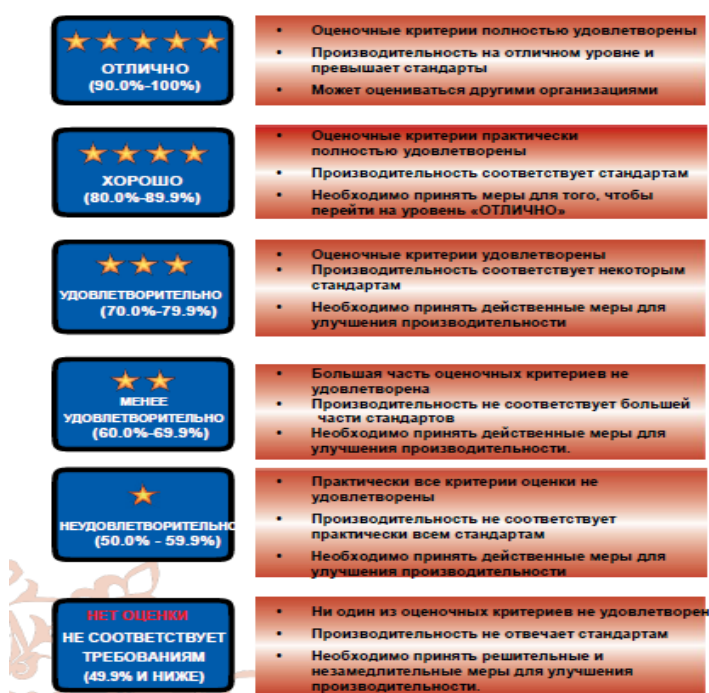 ОТЛИЧНО
(90.0%-100%)
• Оценочные критерии полностью удовлетворены
• Производительность на отличном уровне и
превышает стандарты
• Может оцениваться другими организациями
ХОРОШО
(80.0%-89.9%)
• Оценочные критерии практически
полностью удовлетворены
• Производительность соответствует стандартам
• Необходимо принять меры для того, чтобы
перейти на уровень «ОТЛИЧНО»
УДОВЛЕТВОРИТЕЛЬНО
(70.0%-79.9%)
• Оценочные критерии удовлетворены
• Производительность соответствует некоторым
стандартам
• Необходимо принять действенные меры для
улучшения производительности
МЕНЕЕ
УДОВЛЕТВОРИТЕЛЬНО
(60.0%-69.9%)
• Большая часть оценочных критериев не
удовлетворена
• Производительность не соответствует большей
части стандартов
• Необходимо принять действенные меры для
улучшения производительности.
НЕУДОВЛЕТВОРИТЕЛЬНО
(50.0% - 59.9%)
• Практически все критерии оценки не
удовлетворены
• Производительность не соответствует
практически всем стандартам
• Необходимо принять действенные меры для
улучшения производительности
НЕТ ОЦЕНКИ
НЕ СООТВЕТСТВУЕТ
ТРЕБОВАНИЯМ
(49.9% И НИЖЕ)
• Ни один из оценочных критериев не удовлетворен
• Производительность не отвечает стандартам
• Необходимо принять решительные и
незамедлительные меры для улучшения
производительности.